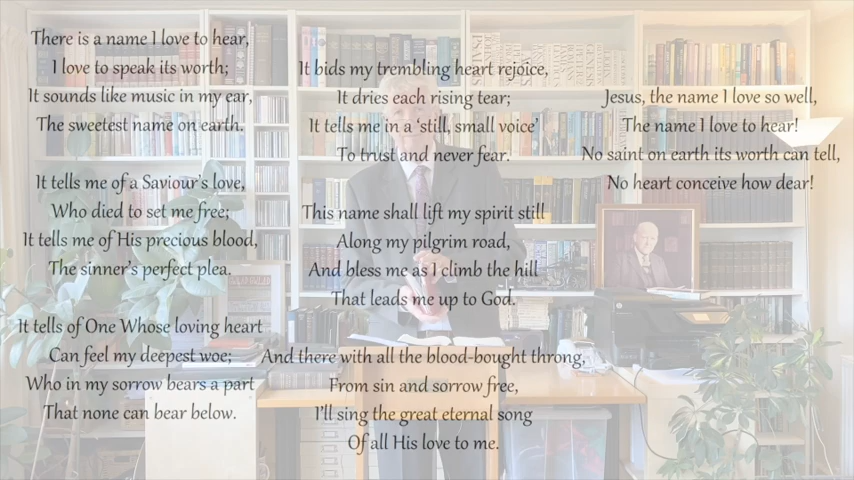 There is a name I love to hear,
I love to speak its worth;
It sounds like music in my ear,
The sweetest name on earth.
It tells me of a Saviour's love,
Who died to set me free;
It tells me of His precious blood,
The sinner's perfect plea.
It tells of One Whose loving heart
Can feel my deepest woe;
Who in my sorrow bears a part
That none can bear below.
It bids my trembling heart rejoice,
It dries each rising tear;
It tells me in a 'still, small voice'
To trust and never fear.
This name shall lift my spirit still
Along my pilgrim road,
And bless me as I climb the hill
That leads me up to God.
And there with all the blood-bought throng,
From sin and sorrow free,
I'll sing the great eternal song
Of all His love to me.
Jesus, the name I love so well,
The name I love to hear!
No saint on earth its worth can tell,
No heart conceive how dear!
PSALMS